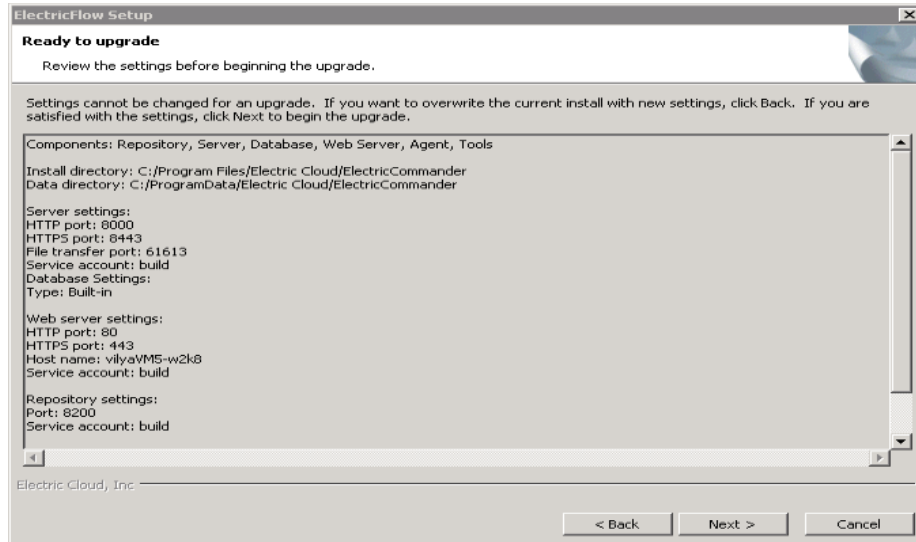 ElectricFlow Setup
Ready to upgrade
Review the settings before beginning the upgrade.
Settings cannot be changed for an upgrade. If you want to overwrite the current install with new settings, click Back. If you are
satisfied with the settings, click Next to begin the upgrade.
Components: Repository, Server, Database, Web Server, Agent, Tools
Install directory: C:/Program Files/Electric Cloud/ElectricCommander
Data directory: C:/ProgramData/Electric Cloud/ElectricCommander
Server settings:
HTTP port: 8000
HTTPS port: 8443
File transfer port: 61613
Service account: build
Database Settings:
Type: Built-in
Web server settings:
HTTP port: 80
HTTPS port: 443
Host name: vilyaVM5-w2k8
Service account: build
Repository settings:
Port: 8200
Service account: build
Electric Cloud, Inc
< Back
Next >
Cancel